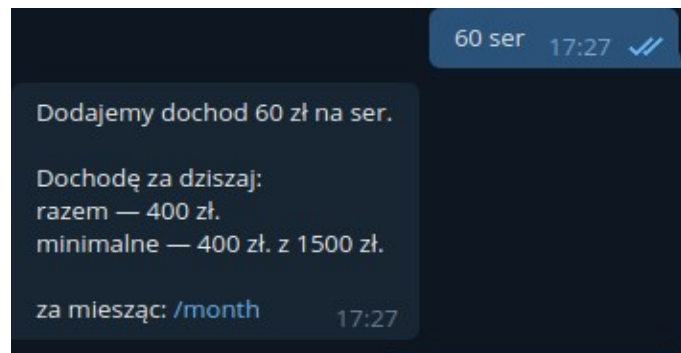 60 ser 17:27
Dodajemy dochod 60 zł na ser.
Dochodę za dziszaj:
razem — 400 zł.
minimalne — 400 zł. z 1500 zł.
za miesząc: /month 17:27